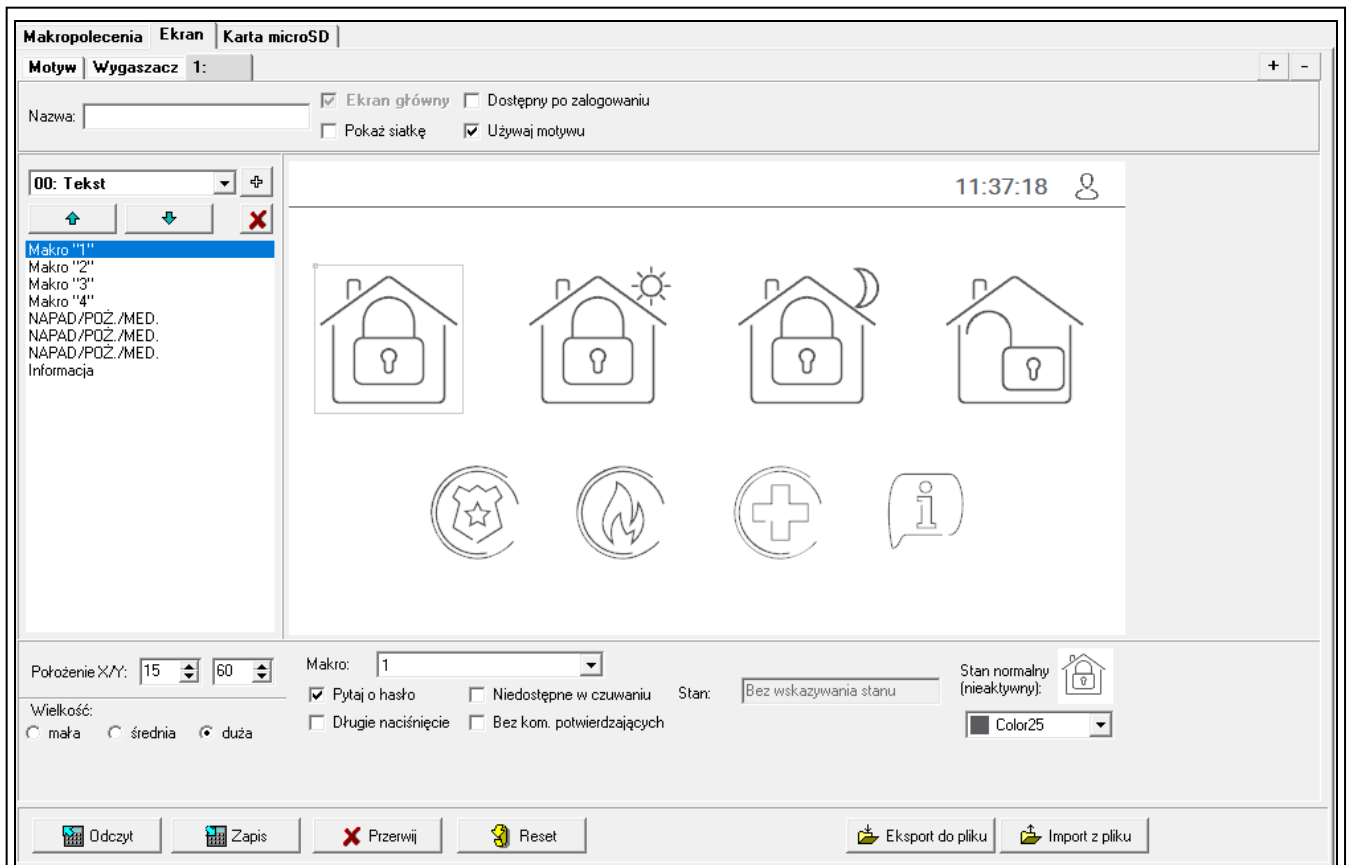 Makropolecenia Ekran Karta microSD
Motyw Wygaszacz 1: + -
Nazwa: Ekran główny Dostępny po zalogowaniu
Pokaż siatkę Używaj motywu
00: Tekst
11:37:18
Makro "1"
Makro "2"
Makro "3"
Makro "4"
NAPAD/POŻ./MED.
NAPAD/POŻ./MED.
NAPAD/POŻ./MED.
Informacja
Położenie X/Y: 15 60 Makro: 1
Stan normalny
(nieaktywny):
Pytaj o hasło Niedostępne w czuwaniu Stan: Bez wskazywania stanu
Wielkość:
mała średnia duża Długie naciśnięcie Bez kom. potwierdzających Color25
Odczyt Zapis Przerwij Reset Eksport do pliku Import z pliku